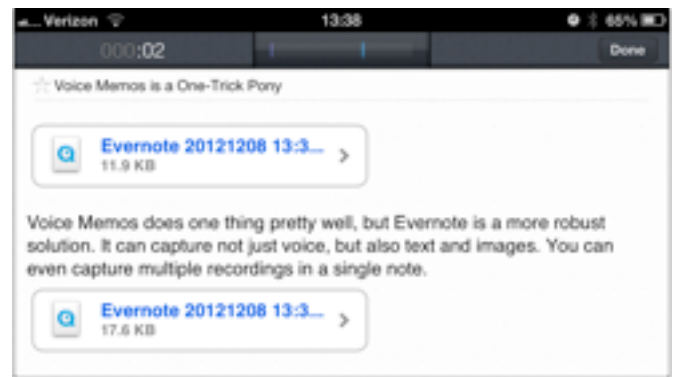 Verizon 13:38 65%
000:02 Done
Voice Memos is a One-Trick Pony
Evernote 20121208 13:3...
11.9 KB
Voice Memos does one thing pretty well, but Evernote is a more robust
solution. It can capture not just voice, but also text and images. You can
even capture multiple recordings in a single note.
Evernote 20121208 13:3...
17.6 KB